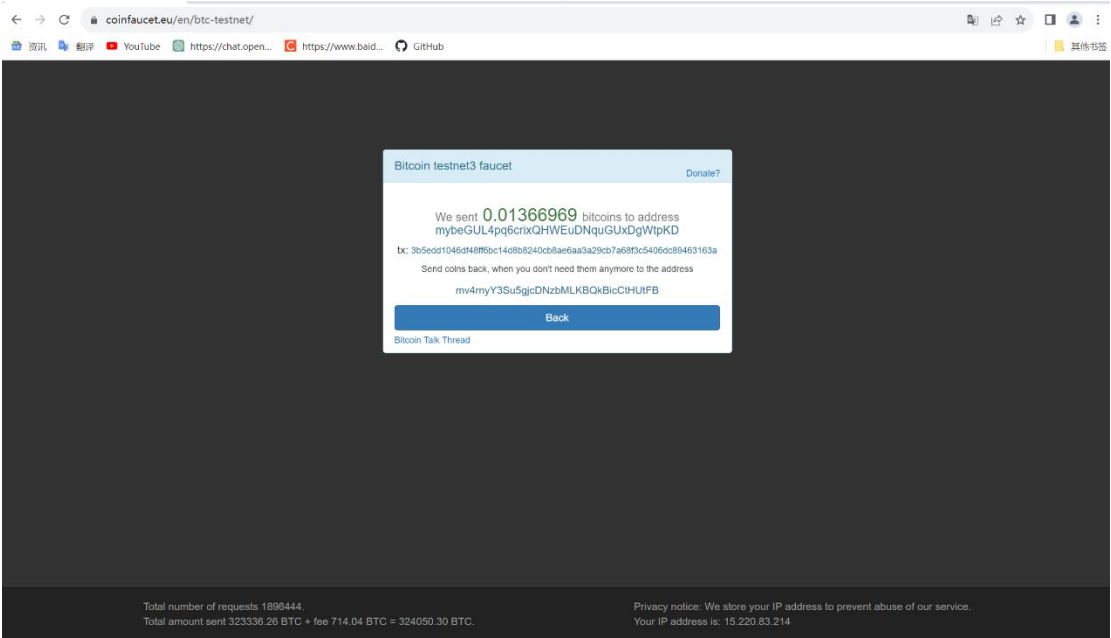 coinfaucet.eu/en/btc-testnet/
资讯 翻译 YouTube https://chat.open... https://www.baid... GitHub 其他书签
Bitcoin testnet3 faucet
Donate?
We sent 0.01366969 bitcoins to address
mybeGUL4pq6crixQHWEuDNquGUxDgWtpKD
tx: 3b5edd1046df48ff6bc14d8b8240cb8ae6aa3a29cb7a68f3c5406dc89463163a
Send coins back, when you don't need them anymore to the address
mv4rnyY3Su5gjcDNzbMLKBQkBicCtHUtFB
Back
Bitcoin Talk Thread
Total number of requests 1896444.
Total amount sent 323336.26 BTC + fee 714.04 BTC = 324050.30 BTC.
Privacy notice: We store your IP address to prevent abuse of our service.
Your IP address is: 15.220.83.214